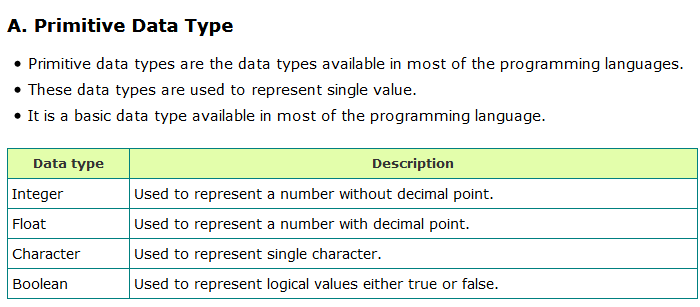 A. Primitive Data Type
• Primitive data types are the data types available in most of the programming languages.
• These data types are used to represent single value.
• It is a basic data type available in most of the programming language.
Data type Description
Integer Used to represent a number without decimal point.
Float Used to represent a number with decimal point.
Character Used to represent single character.
Boolean Used to represent logical values either true or false.